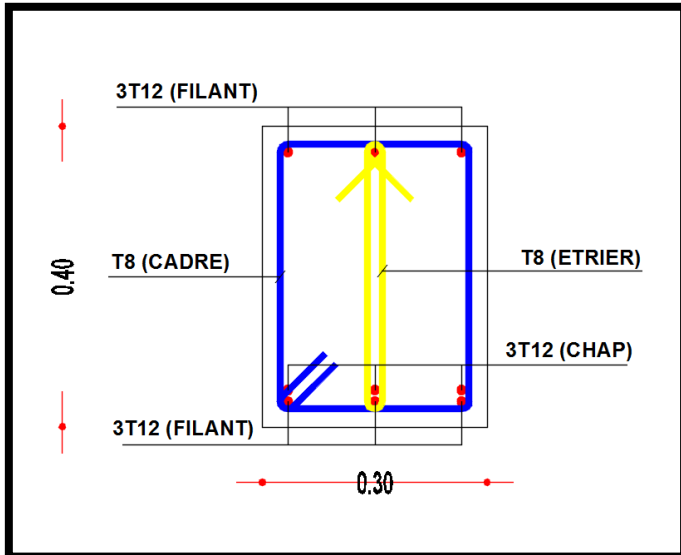 3T12 (FILANT)
T8 (CADRE)
T8 (ETRIER)
0.40
3T12 (CHAP)
3T12 (FILANT)
0.30